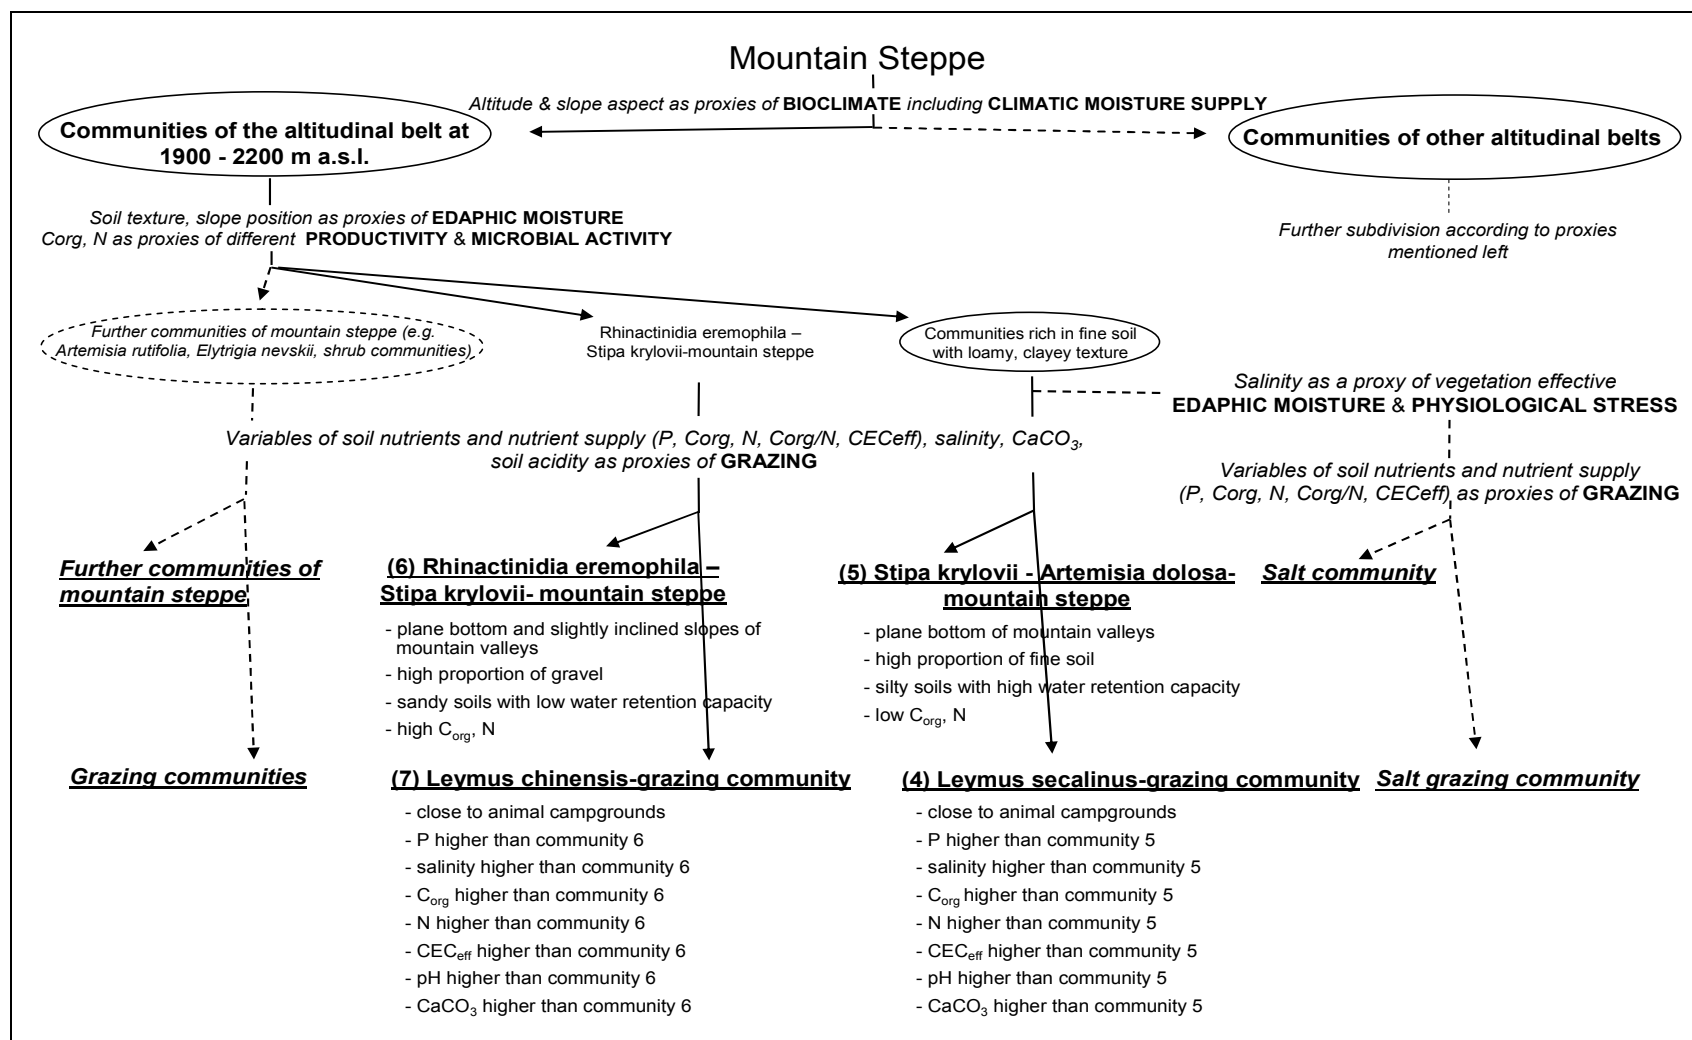 Mountain Steppe
Altitude & slope aspect as proxies of BIOCLIMATE including CLIMATIC MOISTURE SUPPLY
Communities of the altitudinal belt at
1900 - 2200 m a.s.l.
Communities of other altitudinal belts
Soil texture, slope position as proxies of EDAPHIC MOISTURE
Corg, N as proxies of different PRODUCTIVITY & MICROBIAL ACTIVITY
Further subdivision according to proxies
mentioned left
Further communities of mountain steppe (e.g.
Artemisia rutifolia, Elytrigia nevskii, shrub communities)
Rhinactinidia eremophila –
Stipa krylovii-mountain steppe
Communities rich in fine soil
with loamy, clayey texture
Salinity as a proxy of vegetation effective
EDAPHIC MOISTURE & PHYSIOLOGICAL STRESS
Variables of soil nutrients and nutrient supply (P, Corg, N, Corg/N, CECeff), salinity, CaCO3,
soil acidity as proxies of GRAZING
Variables of soil nutrients and nutrient supply
(P, Corg, N, Corg/N, CECeff) as proxies of GRAZING
Further communities of
mountain steppe
(6) Rhinactinidia eremophila –
Stipa krylovii- mountain steppe
- plane bottom and slightly inclined slopes of
mountain valleys
- high proportion of gravel
- sandy soils with low water retention capacity
- high Corg, N
(5) Stipa krylovii - Artemisia dolosa-
mountain steppe
- plane bottom of mountain valleys
- high proportion of fine soil
- silty soils with high water retention capacity
- low Corg, N
Salt community
Grazing communities
(7) Leymus chinensis-grazing community
- close to animal campgrounds
- P higher than community 6
- salinity higher than community 6
- Corg higher than community 6
- N higher than community 6
- CECeff higher than community 6
- pH higher than community 6
- CaCO3 higher than community 6
(4) Leymus secalinus-grazing community
- close to animal campgrounds
- P higher than community 5
- salinity higher than community 5
- Corg higher than community 5
- N higher than community 5
- CECeff higher than community 5
- pH higher than community 5
- CaCO3 higher than community 5
Salt grazing community